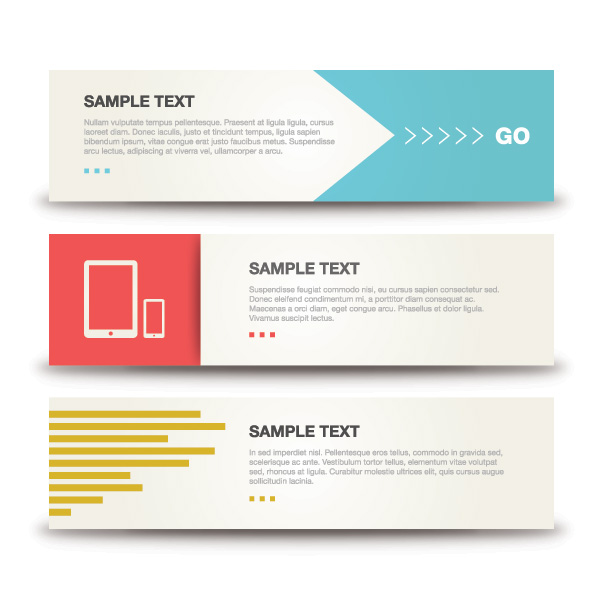 SAMPLE TEXT
Nullam vulputate tempus pellentesque. Praesent at ligula ligula, cursus
laoreet diam. Donec iaculis, justo et tincidunt tempus, ligula sapien
bibendum ipsum, vitae consequat erat justo faucibus metus. Suspendisse
arcu lectus, adipiscing at viverra vel, ullamcorper a arcu.
GO
SAMPLE TEXT
Suspendisse feugiat commodo nisi, eu cursus sapien consectetur sed.
Donec eleifend condimentum mi, a porttitor diam consequat ac.
Maecenas a orci diam, eget congue arcu. Phasellus et dolor ligula.
Vivamus suscipit lectus.
SAMPLE TEXT
In sed imperdiet nisl. Pellentesque eros tellus, commodo in gravida sed,
scelerisque ac ante. Vestibulum tortor tellus, elementum vitae volutpat
sed, rhoncus at ligula. Curabitur molestie ultrices elit, quis cursus augue
sollicitudin lacinia.